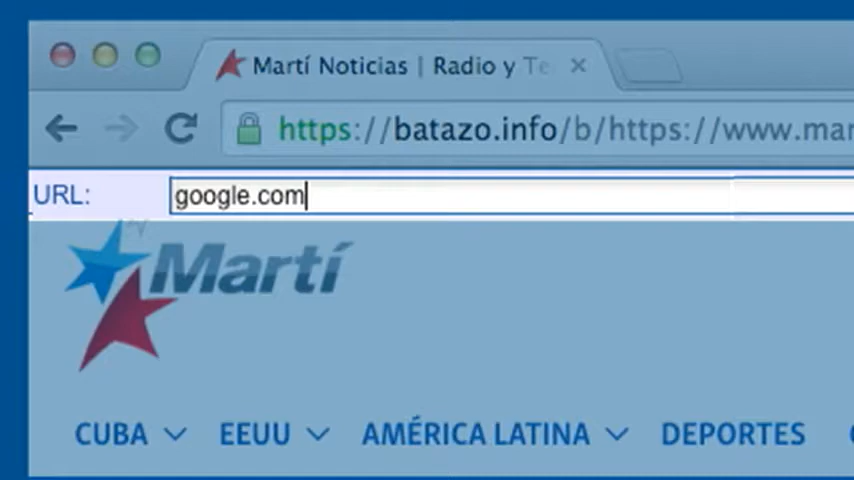 Martí Noticias | Radio y Te
https://batazo.info/b/https://www.mar
URL: google.com
Martí
CUBA EEUU AMÉRICA LATINA DEPORTES